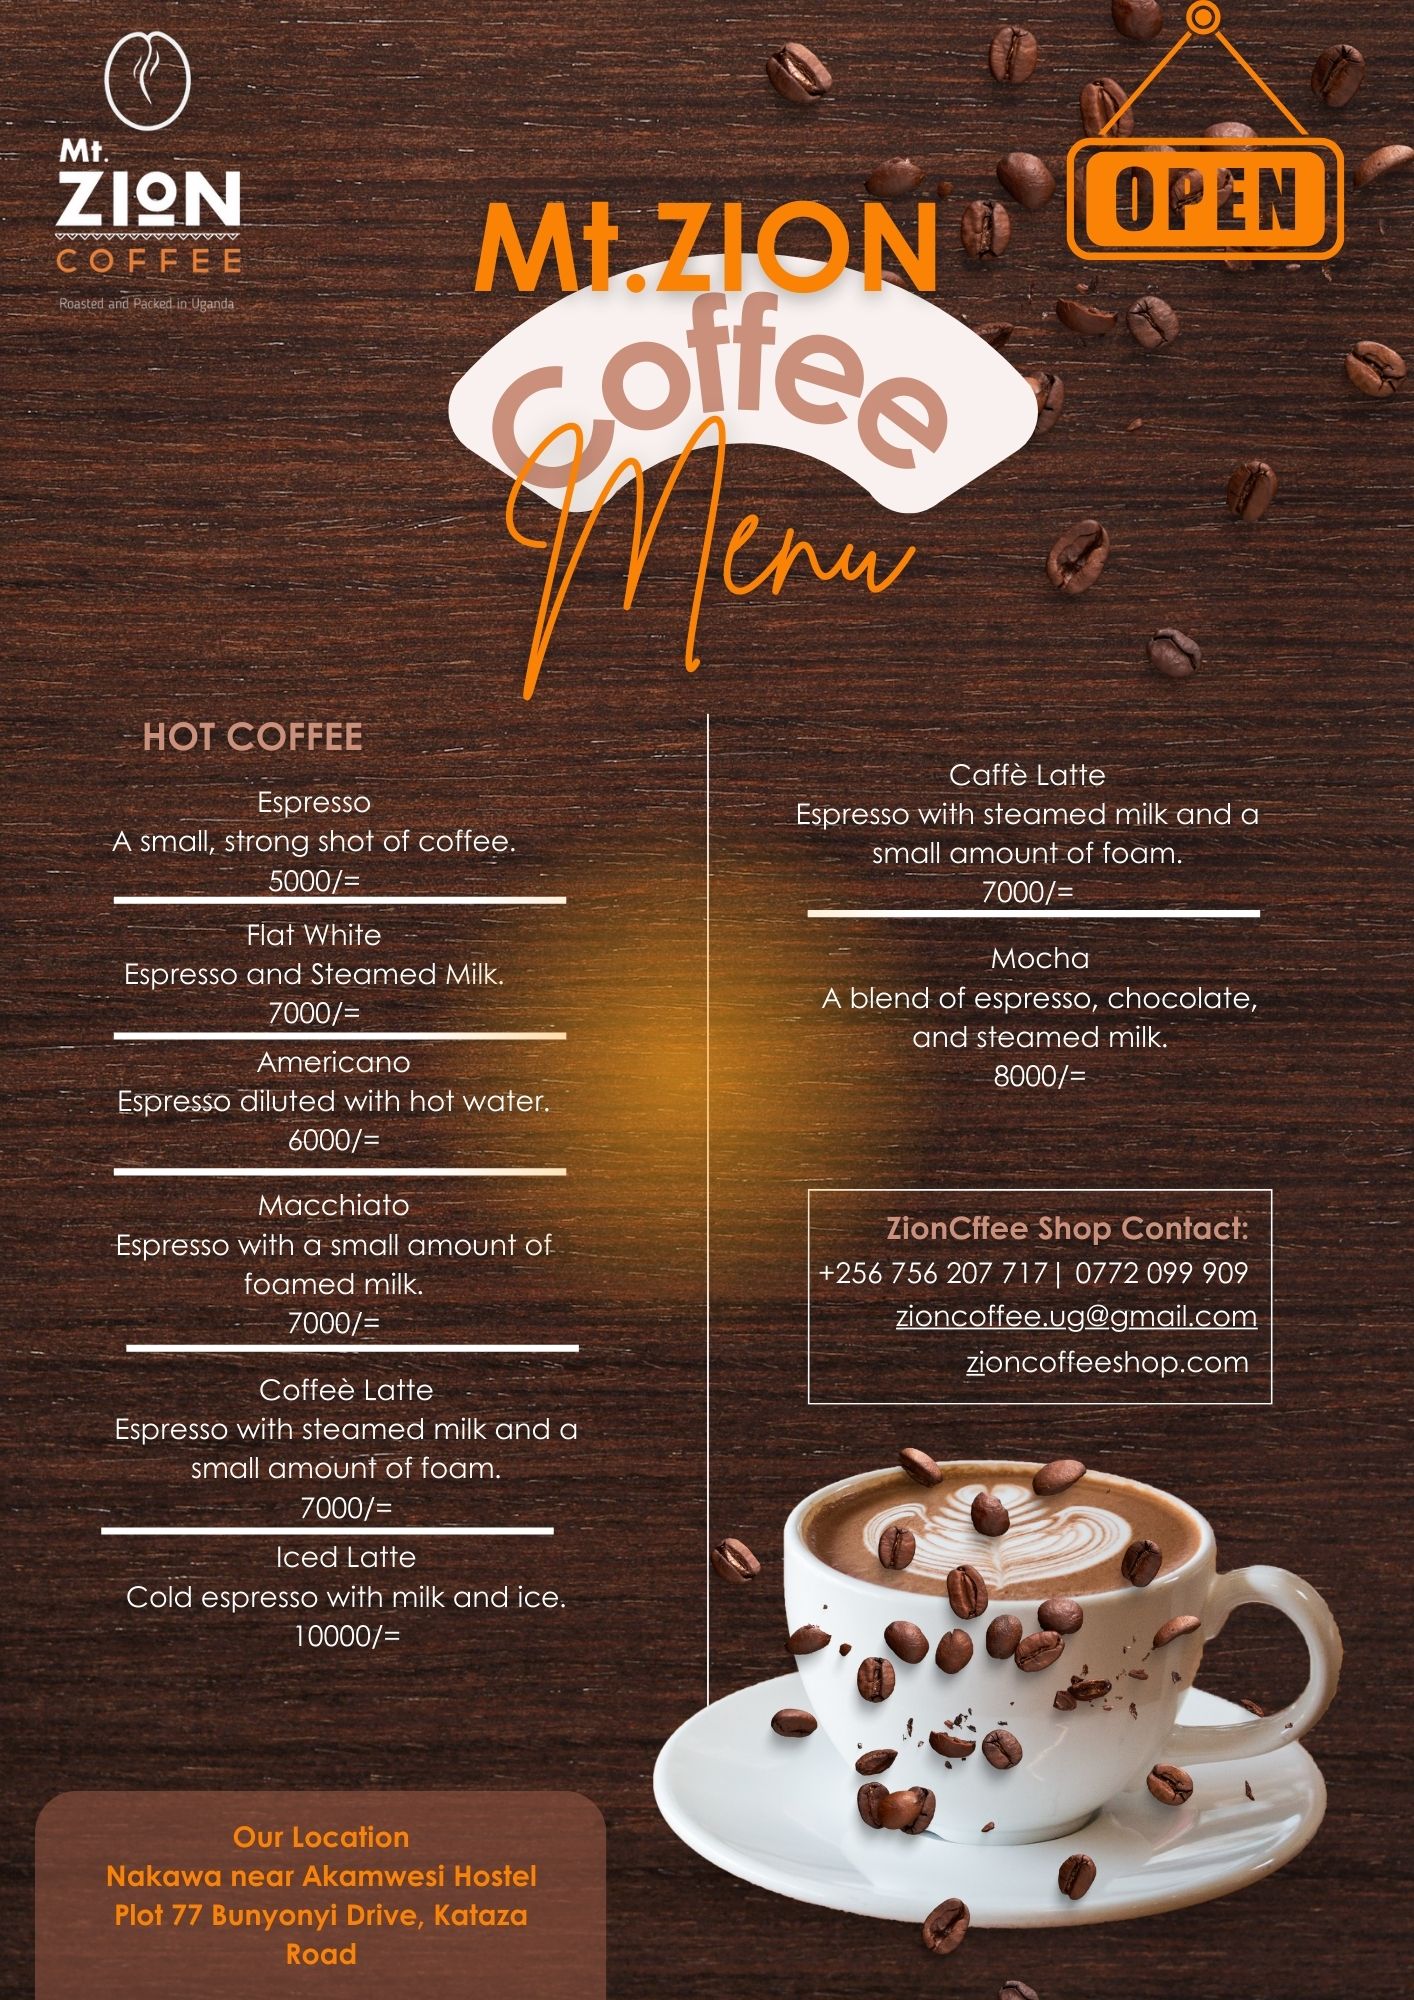 Mt.
ZION
COFFEE
Roasted and Packed in Uganda
OPEN
Mt.ZION
Coffee
Menu
HOT COFFEE
Espresso
A small, strong shot of coffee.
5000/=
Flat White
Espresso and Steamed Milk.
7000/=
Americano
Espresso diluted with hot water.
6000/=
Macchiato
Espresso with a small amount of
foamed milk.
7000/=
Coffeè Latte
Espresso with steamed milk and a
small amount of foam.
7000/=
Iced Latte
Cold espresso with milk and ice.
10000/=
Caffè Latte
Espresso with steamed milk and a
small amount of foam.
7000/=
Mocha
A blend of espresso, chocolate,
and steamed milk.
8000/=
ZionCffee Shop Contact:
+256 756 207 717| 0772 099 909
zioncoffee.ug@gmail.com
zioncoffeeshop.com
Our Location
Nakawa near Akamwesi Hostel
Plot 77 Bunyonyi Drive, Kataza
Road